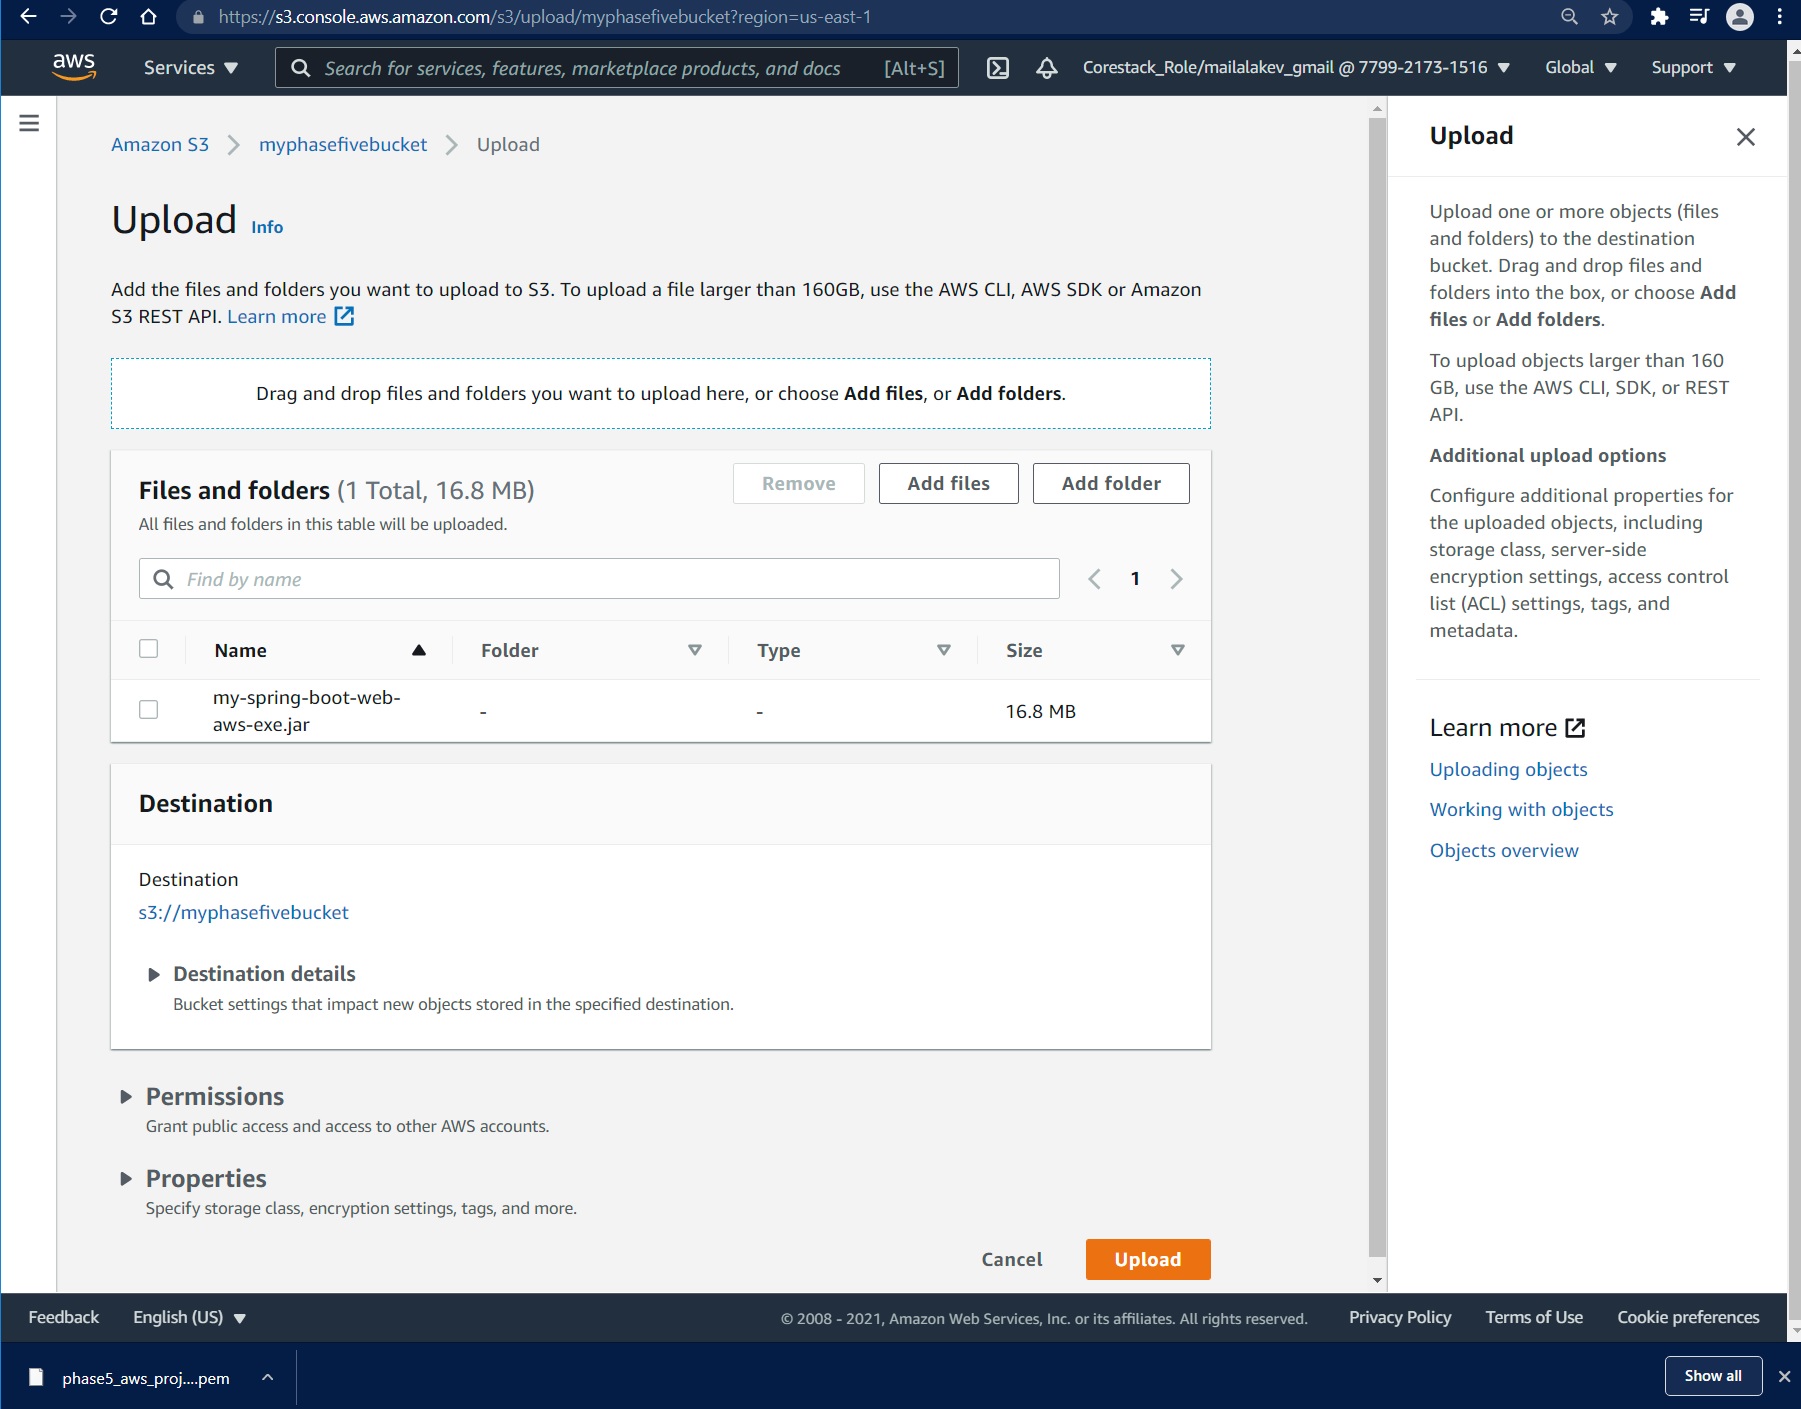 https://s3.console.aws.amazon.com/s3/upload/myphasefivebucket?region=us-east-1
aws
Services
Search for services, features, marketplace products, and docs [Alt+S]
Corestack_Role/mailalakev_gmail @ 7799-2173-1516
Global
Support
Amazon S3
myphasefivebucket
Upload
Upload Info
Add the files and folders you want to upload to S3. To upload a file larger than 160GB, use the AWS CLI, AWS SDK or Amazon
S3 REST API. Learn more
Drag and drop files and folders you want to upload here, or choose Add files, or Add folders.
Files and folders (1 Total, 16.8 MB)
All files and folders in this table will be uploaded.
Remove
Add files
Add folder
Find by name
1
Name
Folder
Type
Size
my-spring-boot-web-
aws-exe.jar
-
-
16.8 MB
Destination
Destination
s3://myphasefivebucket
Destination details
Bucket settings that impact new objects stored in the specified destination.
Permissions
Grant public access and access to other AWS accounts.
Properties
Specify storage class, encryption settings, tags, and more.
Cancel
Upload
Upload
Upload one or more objects (files
and folders) to the destination
bucket. Drag and drop files and
folders into the box, or choose Add
files or Add folders.
To upload objects larger than 160
GB, use the AWS CLI, SDK, or REST
API.
Additional upload options
Configure additional properties for
the uploaded objects, including
storage class, server-side
encryption settings, access control
list (ACL) settings, tags, and
metadata.
Learn more
Uploading objects
Working with objects
Objects overview
Feedback
English (US)
© 2008 - 2021, Amazon Web Services, Inc. or its affiliates. All rights reserved.
Privacy Policy
Terms of Use
Cookie preferences
phase5_aws_proj....pem
Show all